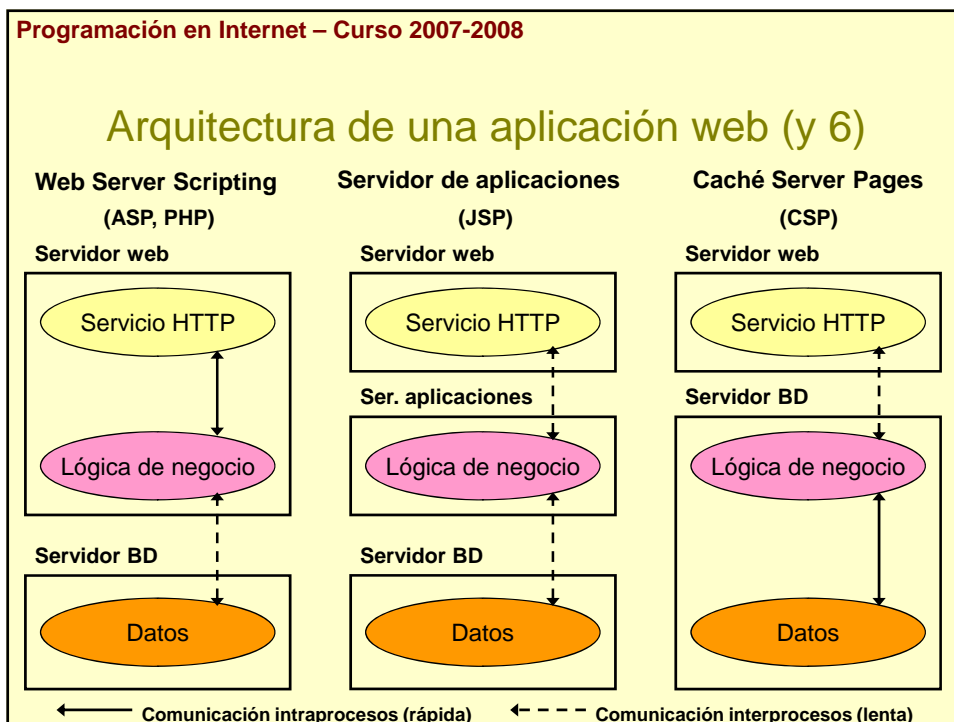 Programación en Internet – Curso 2007-2008
Arquitectura de una aplicación web (y 6)
Web Server Scripting
(ASP, PHP)
Servidor web
Servicio HTTP
Lógica de negocio
Servidor BD
Datos
Servidor de aplicaciones
(JSP)
Servidor web
Servicio HTTP
Ser. aplicaciones
Lógica de negocio
Servidor BD
Datos
Caché Server Pages
(CSP)
Servidor web
Servicio HTTP
Servidor BD
Lógica de negocio
Datos
Comunicación intraprocesos (rápida)
Comunicación interprocesos (lenta)